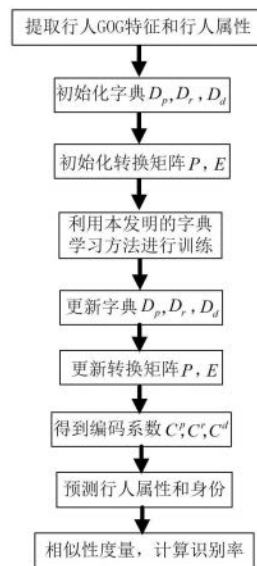 提取行人GOG特征和行人属性
初始化字典D_p,D_r,D_d
初始化转换矩阵P,E
利用本发明的字典
学习方法进行训练
更新字典D_p,D_r,D_d
更新转换矩阵P,E
得到编码系数C^p,C^r,C^d
预测行人属性和身份
相似性度量，计算识别率